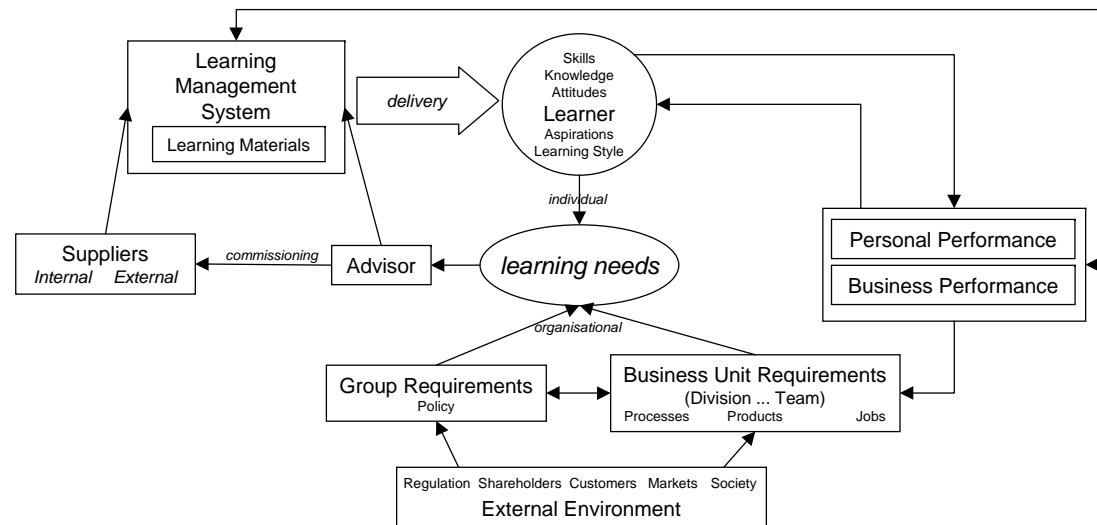 Learning
Management
System
Learning Materials
delivery
Skills
Knowledge
Attitudes
Learner
Aspirations
Learning Style
individual
Personal Performance
Business Performance
Suppliers
Internal External
commissioning
Advisor
learning needs
organisational
Group Requirements
Policy
Business Unit Requirements
(Division ... Team)
Processes Products Jobs
Regulation Shareholders Customers Markets Society
External Environment